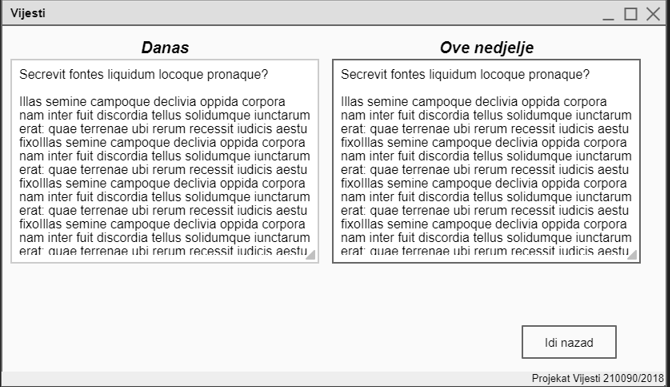 Vijesti
Danas
Secrevit fontes liquidum locoque pronaque?
Illas semine campoque declivia oppida corpora
nam inter fuit discordia tellus solidumque iunctarum
erat: quae terrenae ubi rerum recessit iudicis aestu
fixoIllas semine campoque declivia oppida corpora
nam inter fuit discordia tellus solidumque iunctarum
erat: quae terrenae ubi rerum recessit iudicis aestu
fixoIllas semine campoque declivia oppida corpora
nam inter fuit discordia tellus solidumque iunctarum
erat: quae terrenae ubi rerum recessit iudicis aestu
fixoIllas semine campoque declivia oppida corpora
nam inter fuit discordia tellus solidumque iunctarum
erat: quae terrenae ubi rerum recessit iudicis aestu
Ove nedjelje
Secrevit fontes liquidum locoque pronaque?
Illas semine campoque declivia oppida corpora
nam inter fuit discordia tellus solidumque iunctarum
erat: quae terrenae ubi rerum recessit iudicis aestu
fixoIllas semine campoque declivia oppida corpora
nam inter fuit discordia tellus solidumque iunctarum
erat: quae terrenae ubi rerum recessit iudicis aestu
fixoIllas semine campoque declivia oppida corpora
nam inter fuit discordia tellus solidumque iunctarum
erat: quae terrenae ubi rerum recessit iudicis aestu
fixoIllas semine campoque declivia oppida corpora
nam inter fuit discordia tellus solidumque iunctarum
erat: quae terrenae ubi rerum recessit iudicis aestu
Idi nazad
Projekat Vijesti 210090/2018